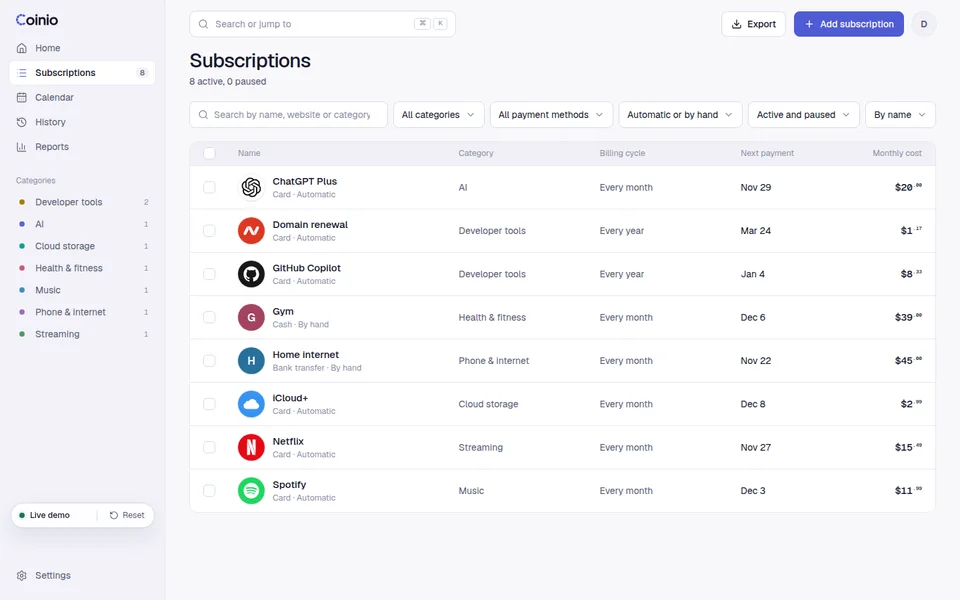 Coinio
Home
Subscriptions 8
Calendar
History
Reports
Categories
Developer tools 2
AI 1
Cloud storage 1
Health & fitness 1
Music 1
Phone & internet 1
Streaming 1
Live demo Reset
Settings
Search or jump to ⌘ K
Export
+ Add subscription
D
Subscriptions
8 active, 0 paused
Search by name, website or category
All categories
All payment methods
Automatic or by hand
Active and paused
By name
Name Category Billing cycle Next payment Monthly cost
ChatGPT Plus
Card · Automatic
AI Every month Nov 29 $20.00
Domain renewal
Card · Automatic
Developer tools Every year Mar 24 $1.17
GitHub Copilot
Card · Automatic
Developer tools Every year Jan 4 $8.33
G
Gym
Cash · By hand
Health & fitness Every month Dec 6 $39.00
H
Home internet
Bank transfer · By hand
Phone & internet Every month Nov 22 $45.00
iCloud+
Card · Automatic
Cloud storage Every month Dec 8 $2.99
N
Netflix
Card · Automatic
Streaming Every month Nov 27 $15.49
Spotify
Card · Automatic
Music Every month Dec 3 $11.99